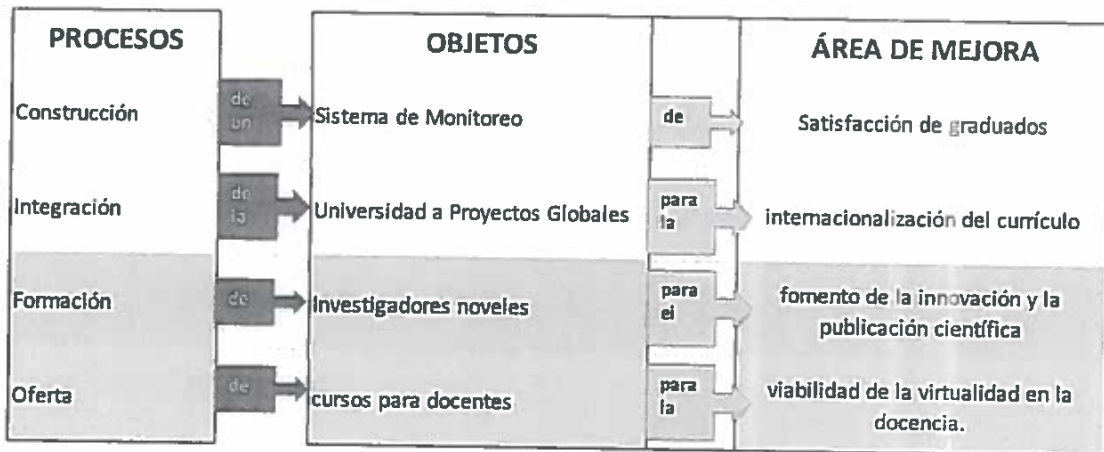 PROCESOS OBJETOS ÁREA DE MEJORA
Construcción de un Sistema de Monitoreo de Satisfacción de graduados
Integración de la Universidad a Proyectos Globales para la internacionalización del currículo
Formación de Investigadores noveles para el fomento de la innovación y la
publicación científica
Oferta de cursos para docentes para la viabilidad de la virtualidad en la
docencia.